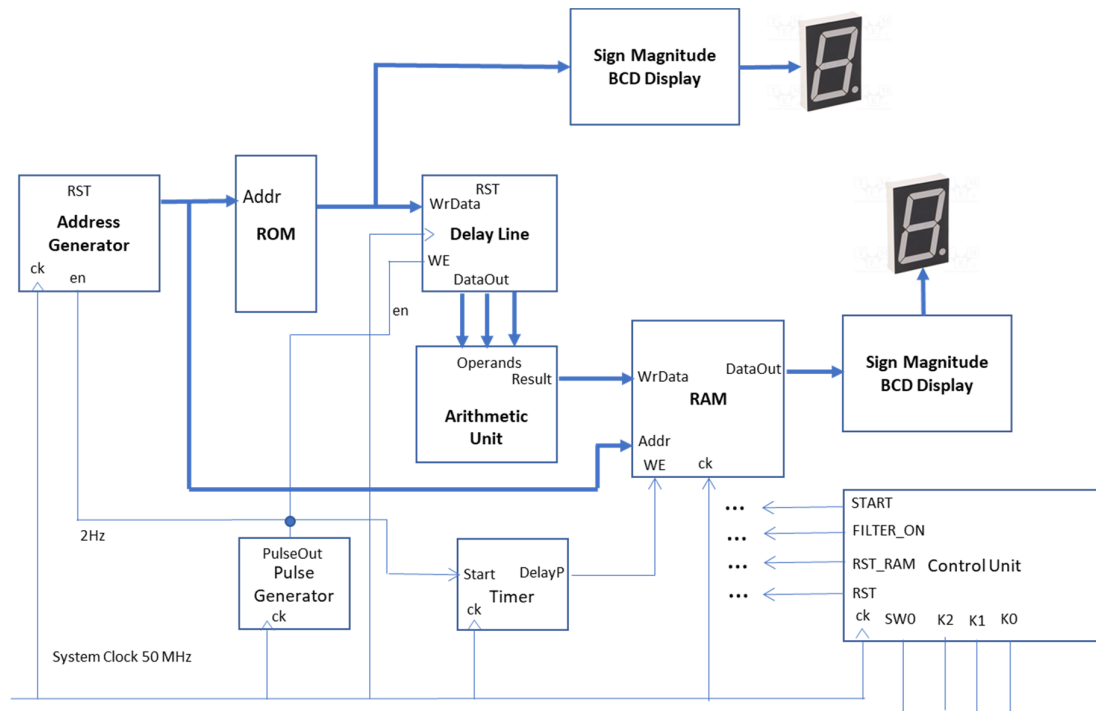 Sign Magnitude
BCD Display
RST
Address
Generator
ck
en
Addr
ROM
RST
WrData
Delay Line
WE
DataOut
en
Operands
Result
Arithmetic
Unit
WrData
DataOut
RAM
Addr
WE
ck
Sign Magnitude
BCD Display
2Hz
PulseOut
Pulse
Generator
ck
Start
DelayP
Timer
ck
...
START
...
FILTER_ON
...
RST_RAM
Control Unit
...
RST
ck
SW0
K2
K1
K0
System Clock 50 MHz